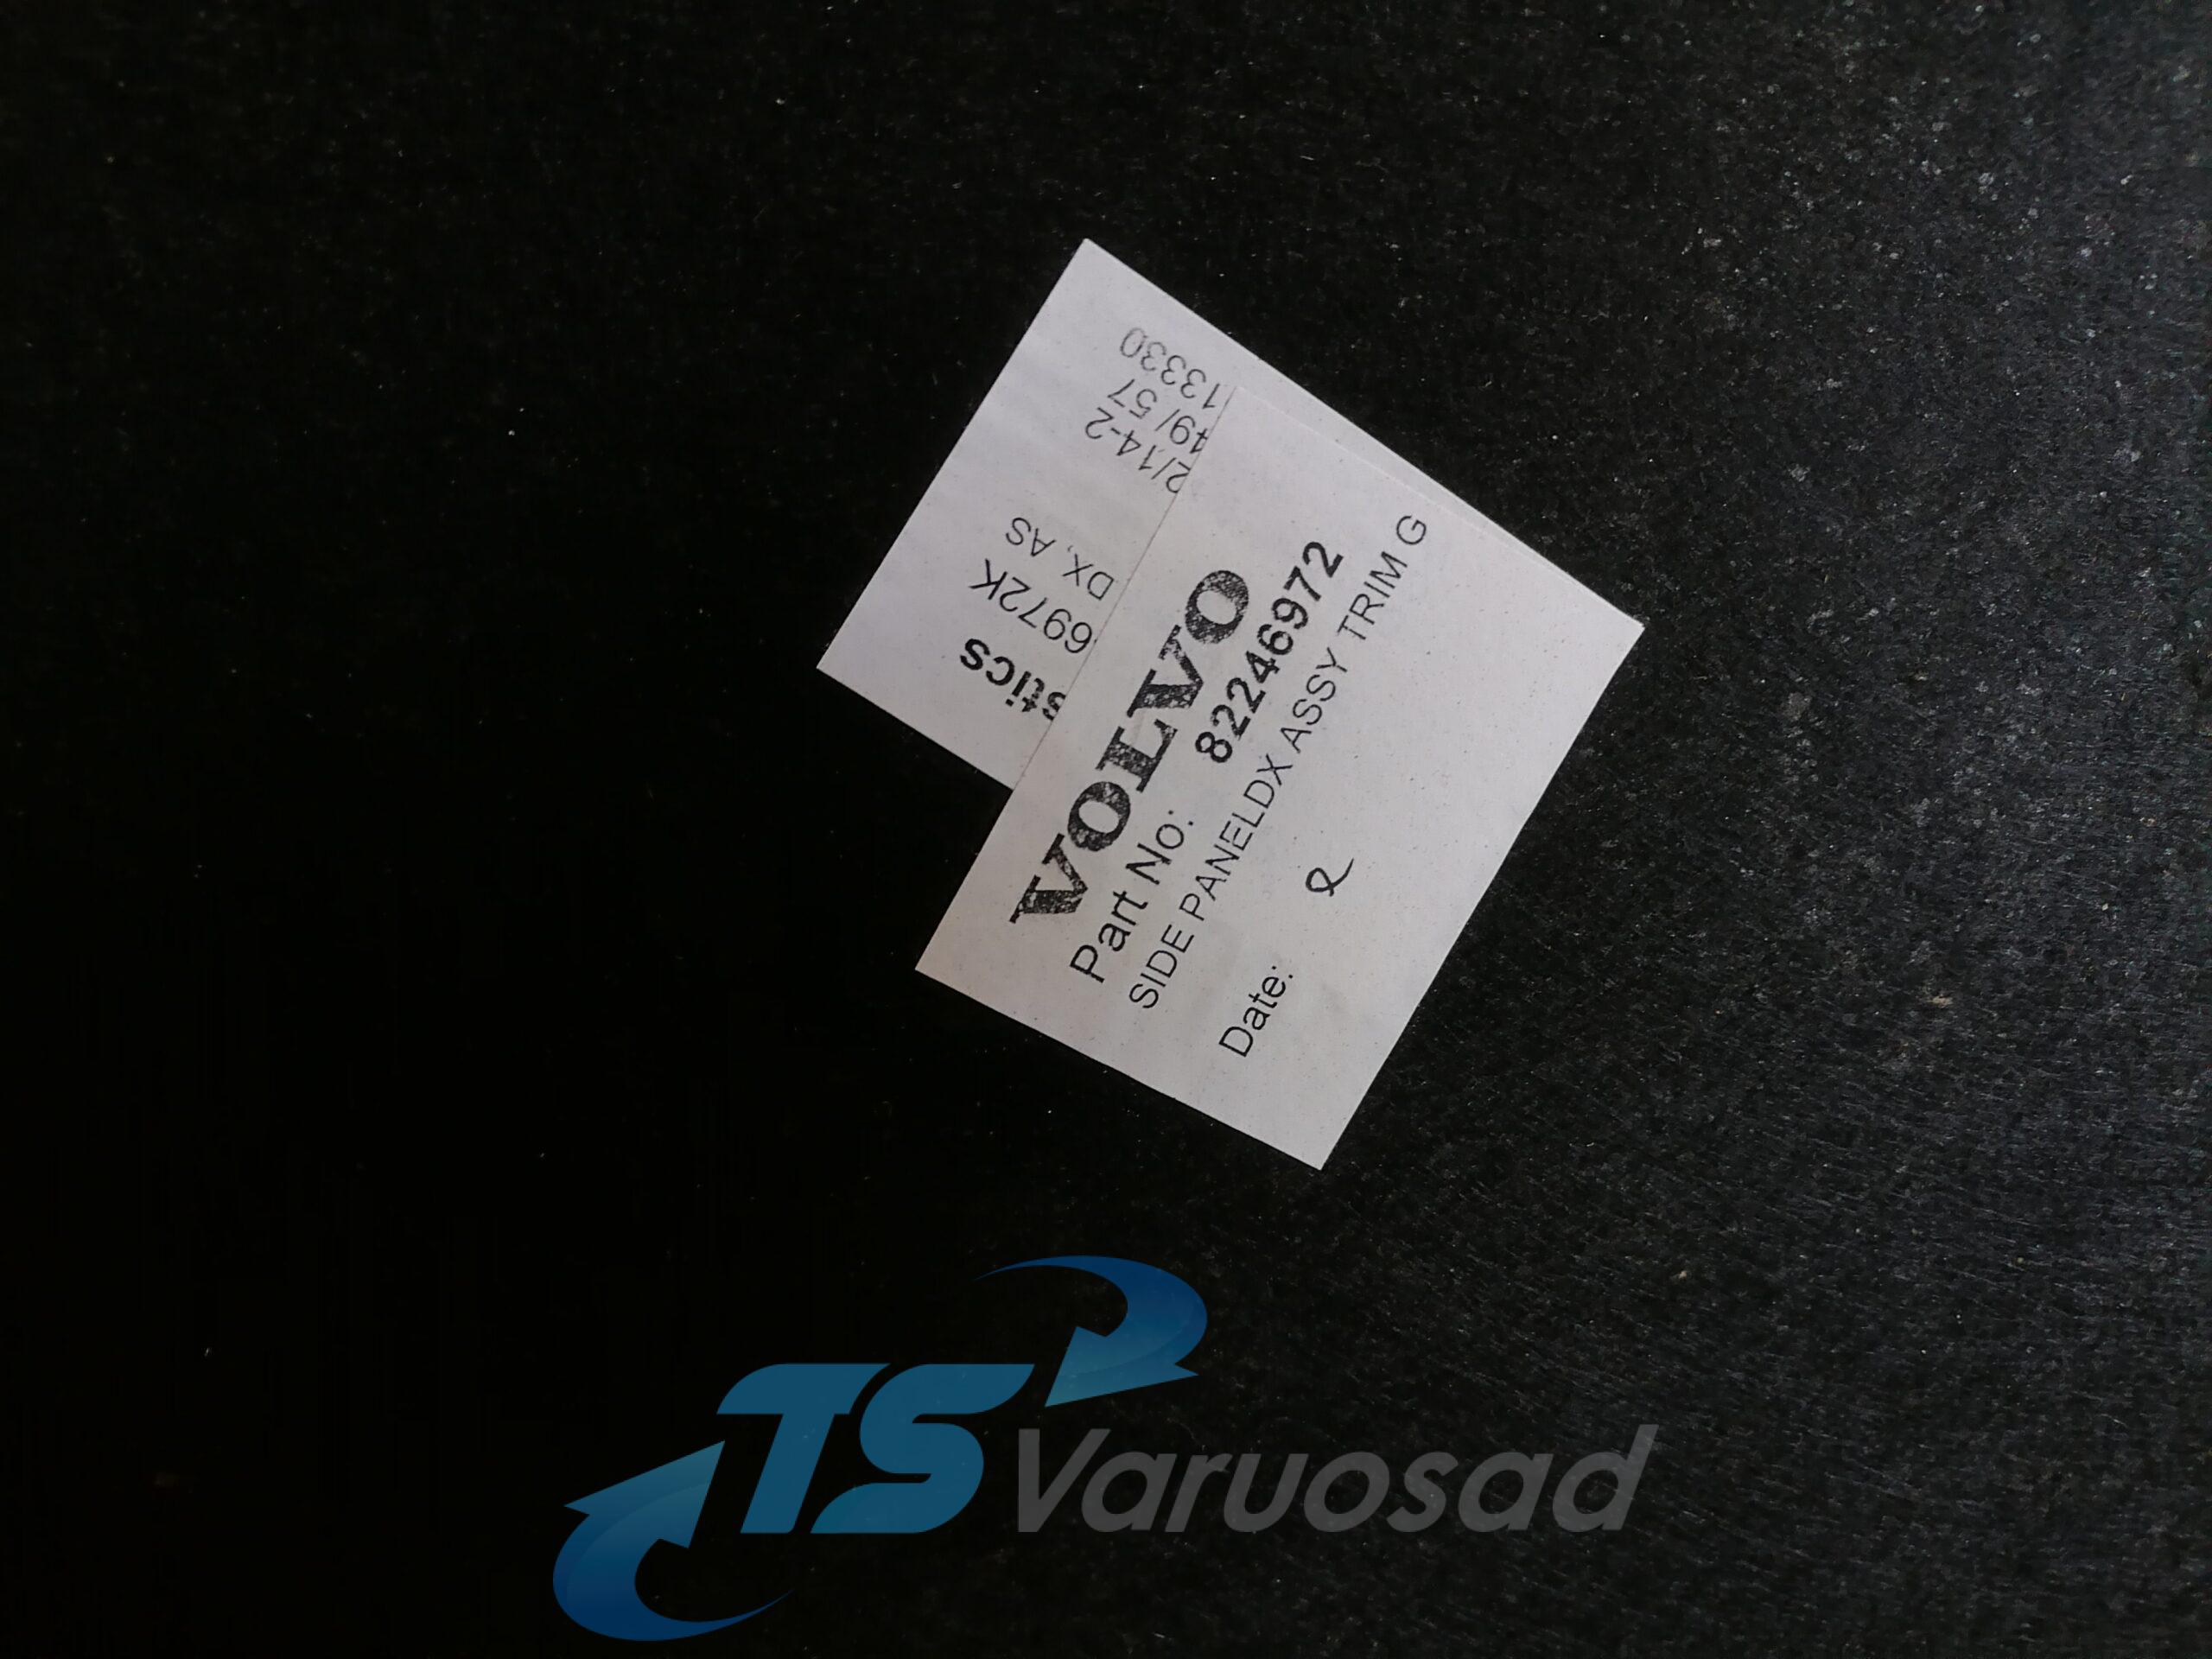 stics
6972K
DX, AS
2/14-2
49/ 57
13330
VOLVO
Part No: 82246972
SIDE PANELDX ASSY TRIM G
Date:
TS Varuosad